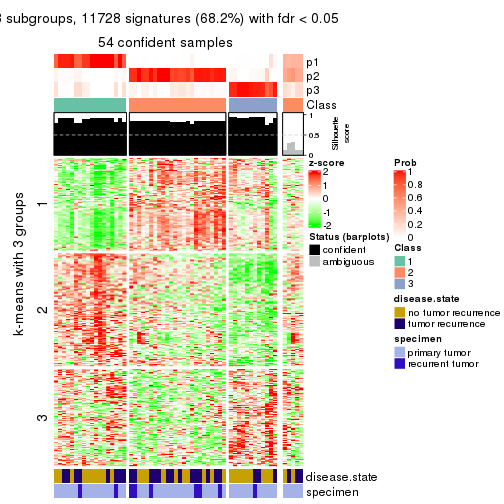 3 subgroups, 11728 signatures (68.2%) with fdr < 0.05
54 confident samples
p1
p2
p3
Class
1
0.5
0
Silhouette
score
k-means with 3 groups
1
2
3
z-score
2
1
0
-1
-2
Status (barplots)
confident
ambiguous
Prob
1
0.8
0.6
0.4
0.2
0
Class
1
2
3
disease.state
no tumor recurrence
tumor recurrence
specimen
primary tumor
recurrent tumor
disease.state
specimen